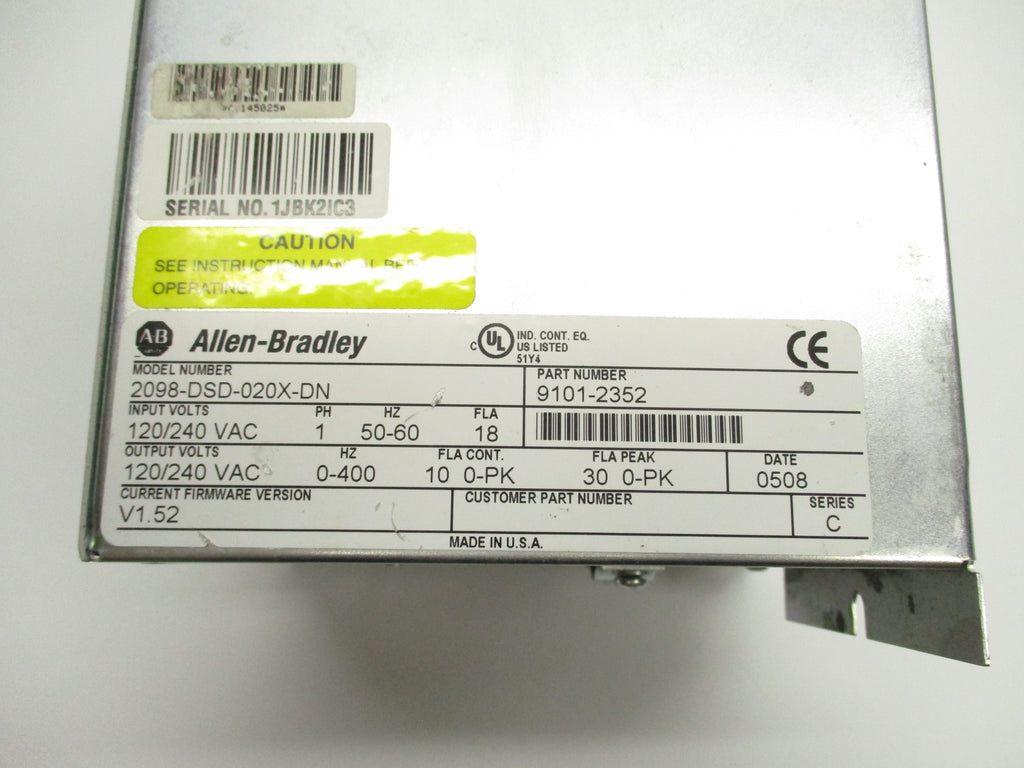 145025*
SERIAL NO. 1JBK2IC3
CAUTION
SEE INSTRUCTION MANUAL
OPERATING
AB Allen-Bradley
C UL US LISTED
IND. CONT. EQ.
51Y4
CE
MODEL NUMBER
2098-DSD-020X-DN
PART NUMBER
9101-2352
INPUT VOLTS PH HZ FLA
120/240 VAC 1 50-60 18
OUTPUT VOLTS HZ FLA CONT. FLA PEAK DATE
120/240 VAC 0-400 10 0-PK 30 0-PK 0508
CURRENT FIRMWARE VERSION CUSTOMER PART NUMBER SERIES
V1.52 C
MADE IN U.S.A.